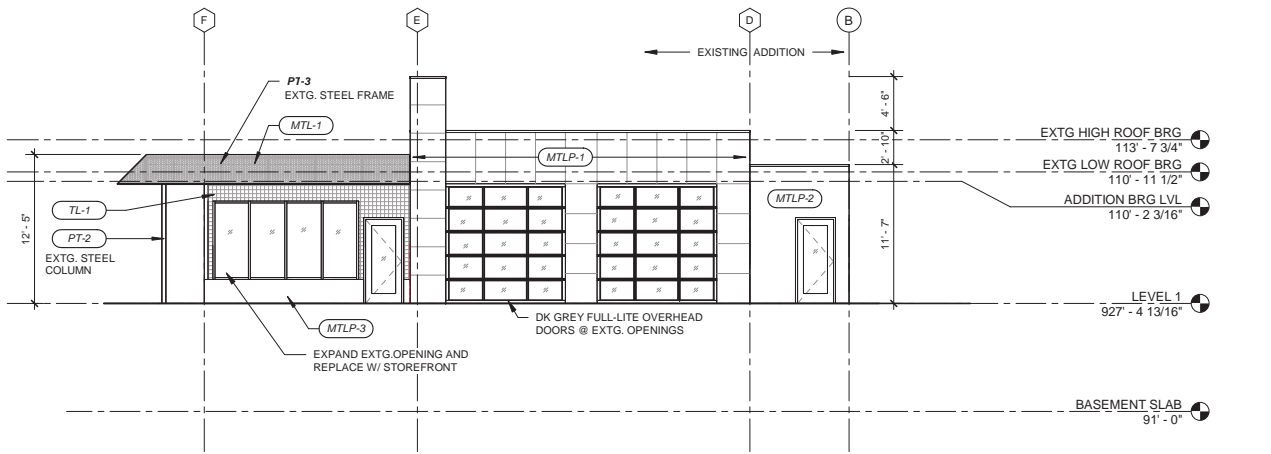 F
E
D
B
EXISTING ADDITION
PT-3
EXTG. STEEL FRAME
MTL-1
4' - 6"
2' - 10"
EXTG HIGH ROOF BRG
113' - 7 3/4"
MTLP-1
EXTG LOW ROOF BRG
110' - 11 1/2"
ADDITION BRG LVL
110' - 2 3/16"
12' - 5"
TL-1
MTLP-2
PT-2
EXTG. STEEL
COLUMN
11' - 7"
LEVEL 1
927' - 4 13/16"
MTLP-3
DK GREY FULL-LITE OVERHEAD
DOORS @ EXTG. OPENINGS
EXPAND EXTG.OPENING AND
REPLACE W/ STOREFRONT
BASEMENT SLAB
91' - 0"